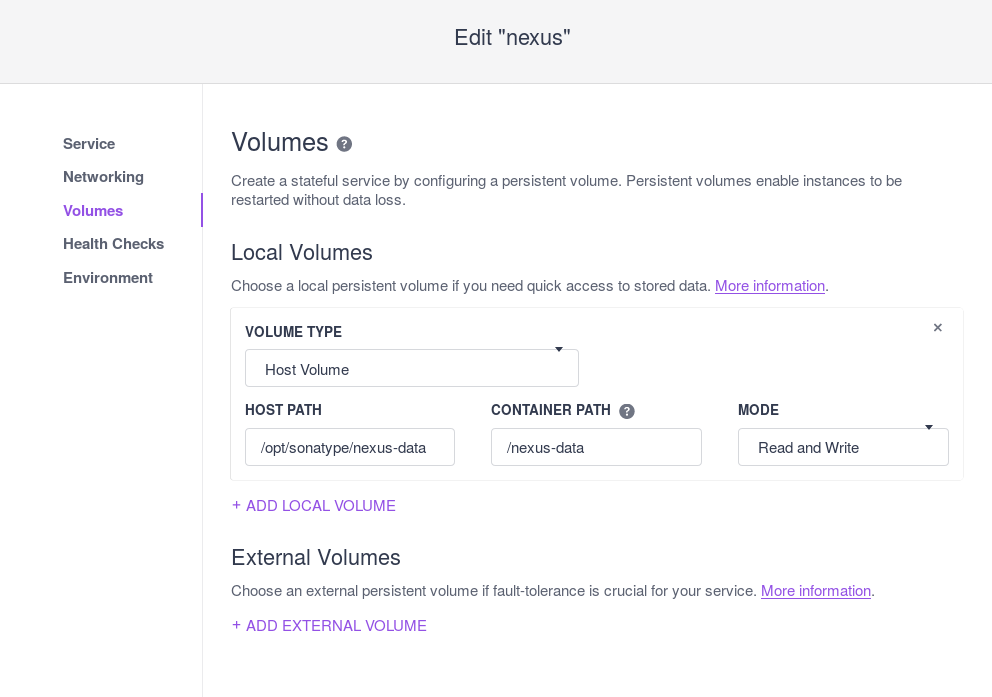 Edit "nexus"
Service
Networking
Volumes
Health Checks
Environment
Volumes ?
Create a stateful service by configuring a persistent volume. Persistent volumes enable instances to be
restarted without data loss.
Local Volumes
Choose a local persistent volume if you need quick access to stored data. More information.
VOLUME TYPE
Host Volume
HOST PATH
CONTAINER PATH ?
MODE
/opt/sonatype/nexus-data
/nexus-data
Read and Write
+ ADD LOCAL VOLUME
External Volumes
Choose an external persistent volume if fault-tolerance is crucial for your service. More information.
+ ADD EXTERNAL VOLUME